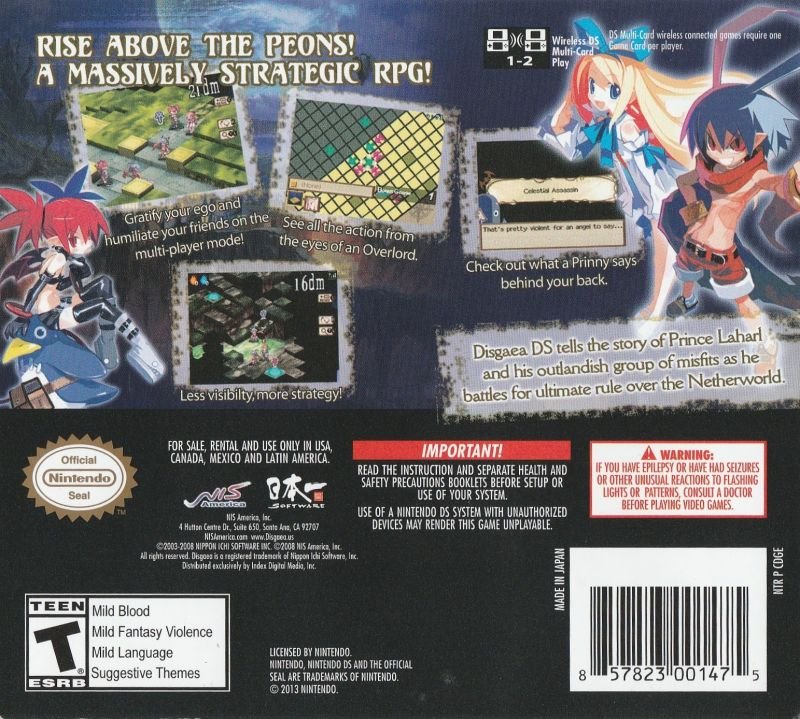 RISE ABOVE THE PEONS!
A MASSIVELY STRATEGIC RPG!
1-2
Wireless DS
Multi-Card
Play
DS Multi-Card wireless connected games require one
Game Card per player.
21dm
Gratify your ego and
humiliate your friends on the
multi-player mode!
(None)
1
See all the action from
the eyes of an Overlord.
Celestial Assassin
That's pretty violent for an angel to say...
Check out what a Prinny says
behind your back.
16dm
Less visibilty, more strategy!
Disgaea DS tells the story of Prince Laharl
and his outlandish group of misfits as he
battles for ultimate rule over the Netherworld.
Official
Nintendo
Seal
TM
FOR SALE, RENTAL AND USE ONLY IN USA,
CANADA, MEXICO AND LATIN AMERICA.
NIS
America
日本一
SOFTWARE
NIS America, Inc.
4 Hutton Centre Dr., Suite 650, Santa Ana, CA 92707
NISAmerica.com www.Disgaea.us
©2003-2008 NIPPON ICHI SOFTWARE INC. ©2008 NIS America, Inc.
All rights reserved. Disgaea is a registered trademark of Nippon Ichi Software, Inc.
Distributed exclusively by Index Digital Media, Inc.
IMPORTANT!
READ THE INSTRUCTION AND SEPARATE HEALTH AND
SAFETY PRECAUTIONS BOOKLETS BEFORE SETUP OR
USE OF YOUR SYSTEM.
USE OF A NINTENDO DS SYSTEM WITH UNAUTHORIZED
DEVICES MAY RENDER THIS GAME UNPLAYABLE.
WARNING:
IF YOU HAVE EPILEPSY OR HAVE HAD SEIZURES
OR OTHER UNUSUAL REACTIONS TO FLASHING
LIGHTS OR PATTERNS, CONSULT A DOCTOR
BEFORE PLAYING VIDEO GAMES.
TEEN
T
®
ESRB
Mild Blood
Mild Fantasy Violence
Mild Language
Suggestive Themes
LICENSED BY NINTENDO.
NINTENDO, NINTENDO DS AND THE OFFICIAL
SEAL ARE TRADEMARKS OF NINTENDO.
© 2013 NINTENDO.
MADE IN JAPAN
NTR P CDGE
8 57823 00147 5